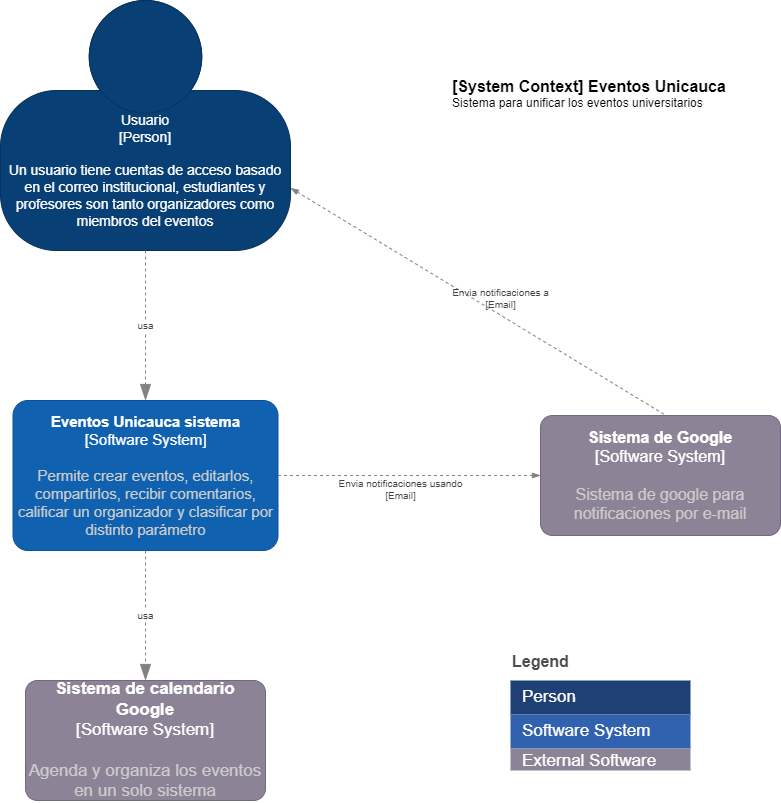 [System Context] Eventos Unicauca
Sistema para unificar los eventos universitarios
Usuario
[Person]
Un usuario tiene cuentas de acceso basado
en el correo institucional, estudiantes y
profesores son tanto organizadores como
miembros del eventos
Envia notificaciones a
[Email]
usa
Eventos Unicauca sistema
[Software System]
Permite crear eventos, editarlos,
compartirlos, recibir comentarios,
calificar un organizador y clasificar por
distinto parámetro
Envia notificaciones usando
[Email]
Sistema de Google
[Software System]
Sistema de google para
notificaciones por e-mail
usa
Sistema de calendario
Google
[Software System]
Agenda y organiza los eventos
en un solo sistema
Legend
Person
Software System
External Software